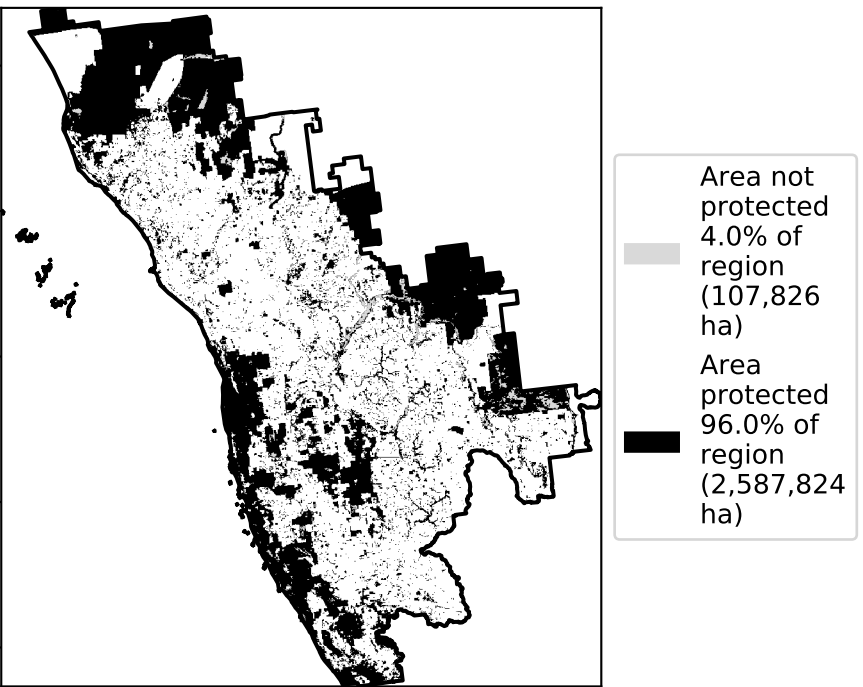 Area not
protected
4.0% of
region
(107,826
ha)
Area
protected
96.0% of
region
(2,587,824
ha)